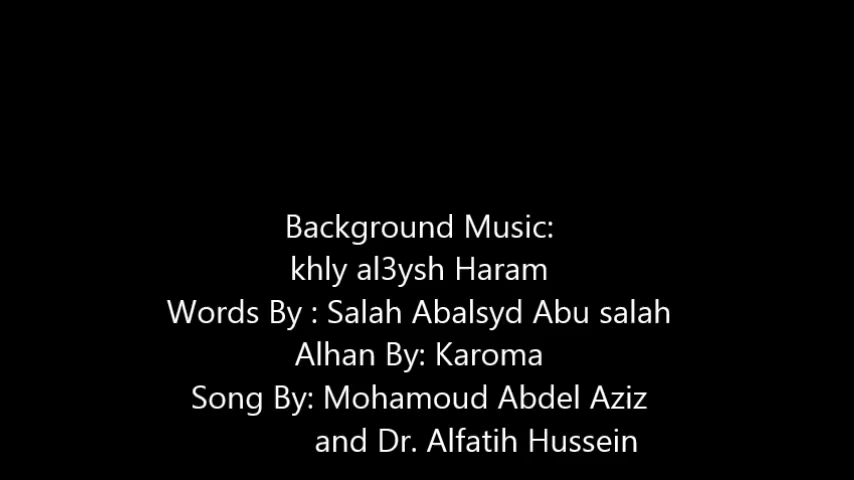 Background Music:
khly al3ysh Haram
Words By : Salah Abalsyd Abu salah
Alhan By: Karoma
Song By: Mohamoud Abdel Aziz
and Dr. Alfatih Hussein